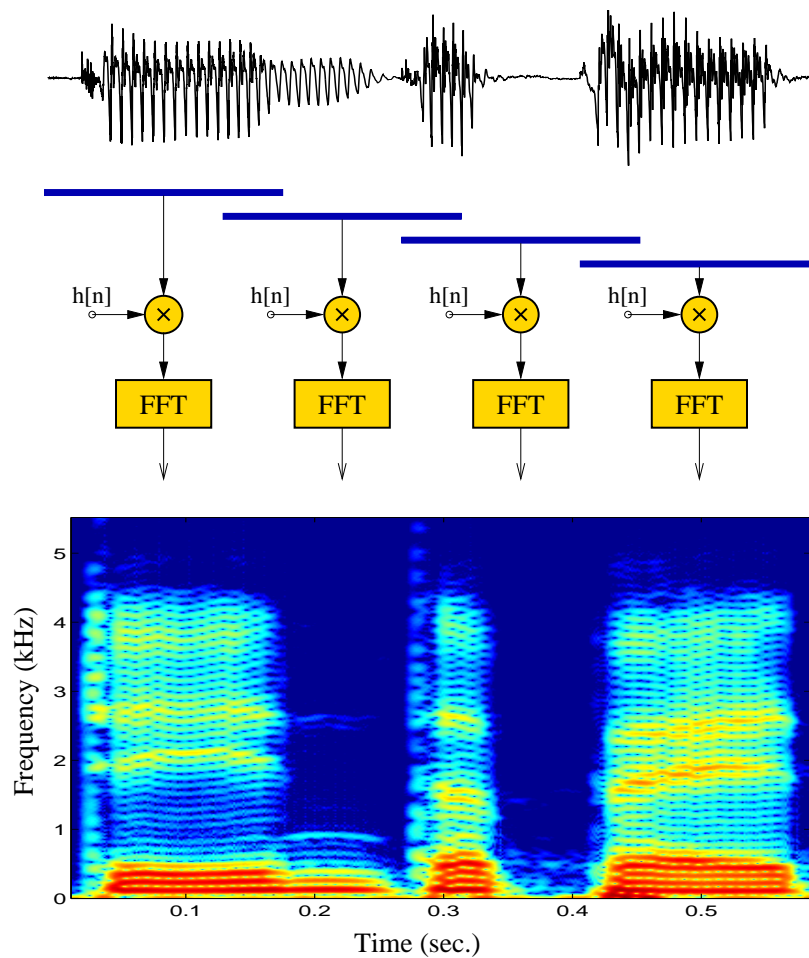 h[n] h[n] h[n] h[n]
× × × ×
FFT FFT FFT FFT
5
4
3
2
1
0
Frequency (kHz)
0.1 0.2 0.3 0.4 0.5
Time (sec.)